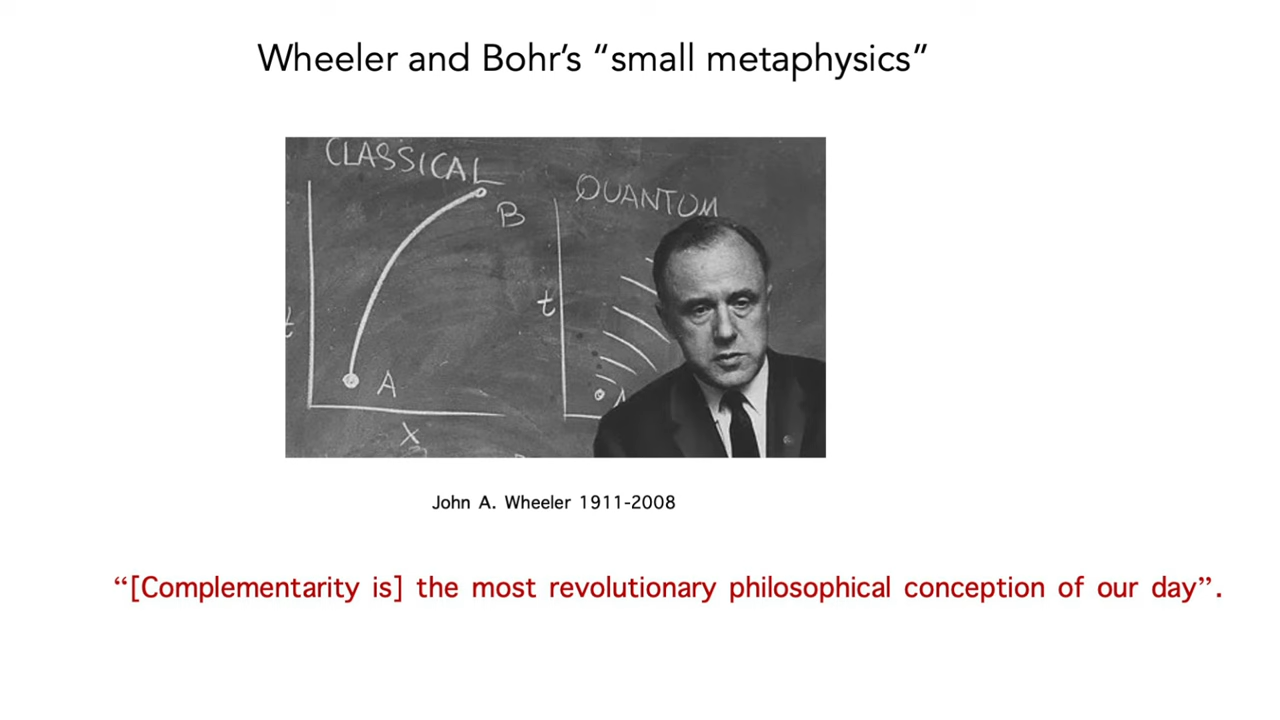 Wheeler and Bohr’s “small metaphysics”
CLASSICAL
QUANTUM
B
t
t
A
X
John A. Wheeler 1911-2008
“[Complementarity is] the most revolutionary philosophical conception of our day”.